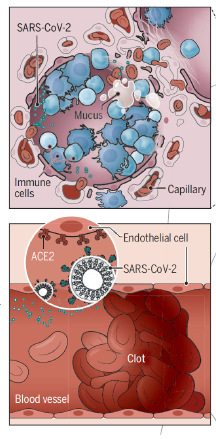 SARS-CoV-2
Mucus
Immune
cells
Capillary
Endothelial cell
ACE2
SARS-CoV-2
Clot
Blood vessel